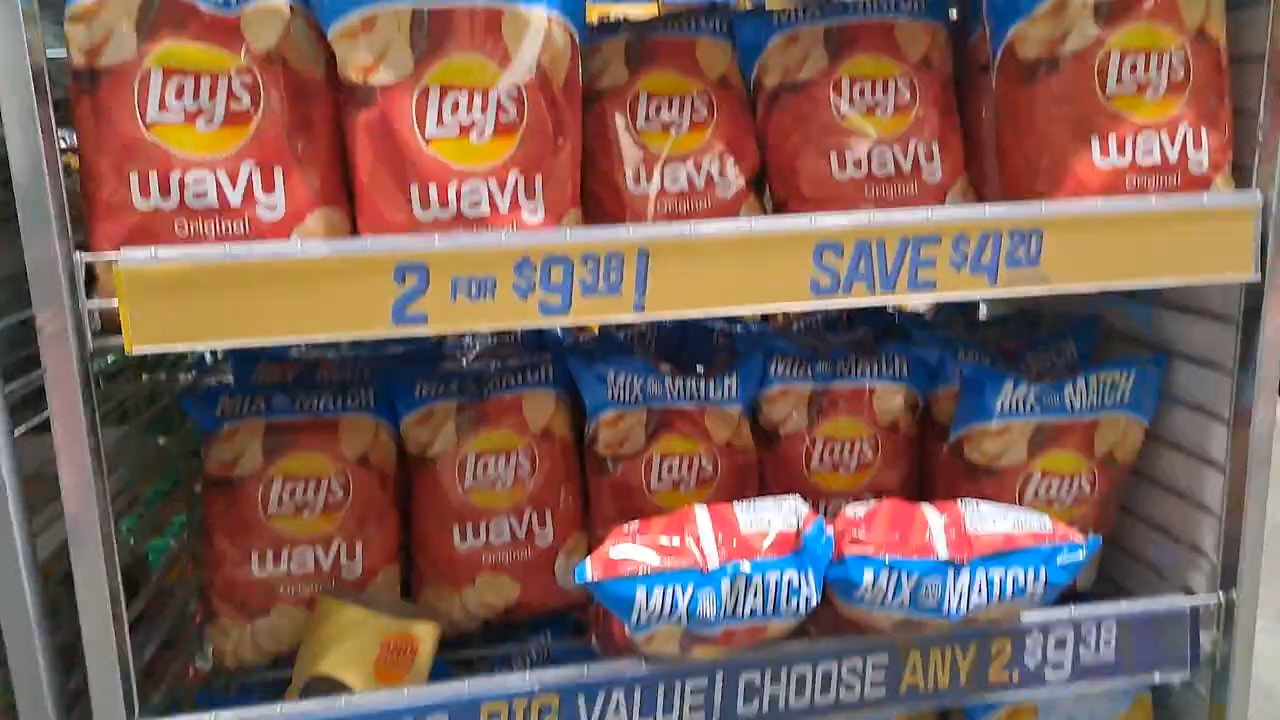 MIX AND MATCH
Lay's
wavy
Original
Lay's
wavy
Lay's
wavy
Original
Lay's
wavy
Original
Lay's
wavy
Original
2 FOR $9.38! SAVE $4.20
MIX AND MATCH
MIX AND MATCH
MIX AND MATCH
MIX AND MATCH
MIX AND MATCH
Lay's
wavy
Original
Lay's
wavy
Original
Lay's
Lay's
Lay's
MIX AND MATCH
MIX AND MATCH
BIG VALUE! CHOOSE ANY 2. $9.38